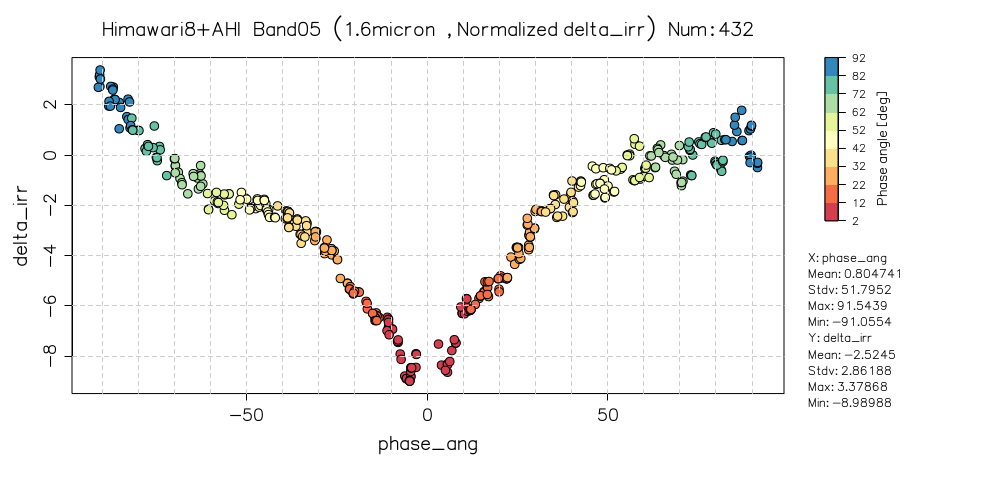 Himawari8+AHI Band05 (1.6micron , Normalized delta_irr) Num:432
delta_irr
2
0
−2
−4
−6
−8
−50
0
50
phase_ang
92
82
72
62
52
42
32
22
12
2
Phase angle [deg]
X: phase_ang
Mean: 0.804741
Stdv: 51.7952
Max: 91.5439
Min: −91.0554
Y: delta_irr
Mean: −2.5245
Stdv: 2.86188
Max: 3.37868
Min: −8.98988